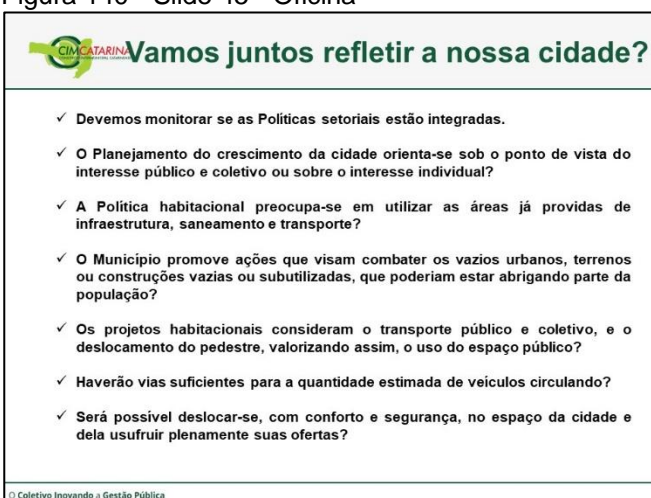 CIMCATARINA
Vamos juntos refletir a nossa cidade?
✓ Devemos monitorar se as Políticas setoriais estão integradas.
✓ O Planejamento do crescimento da cidade orienta-se sob o ponto de vista do
interesse público e coletivo ou sobre o interesse individual?
✓ A Política habitacional preocupa-se em utilizar as áreas já providas de
infraestrutura, saneamento e transporte?
✓ O Município promove ações que visam combater os vazios urbanos, terrenos
ou construções vazias ou subutilizadas, que poderiam estar abrigando parte da
população?
✓ Os projetos habitacionais consideram o transporte público e coletivo, e o
deslocamento do pedestre, valorizando assim, o uso do espaço público?
✓ Haverão vias suficientes para a quantidade estimada de veículos circulando?
✓ Será possível deslocar-se, com conforto e segurança, no espaço da cidade e
dela usufruir plenamente suas ofertas?
O Coletivo Inovando a Gestão Pública